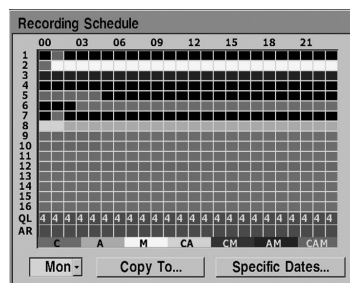 Recording Schedule
00 03 06 09 12 15 18 21
1
2
3
4
5
6
7
8
9
10
11
12
13
14
15
16
QL 4 4 4 4 4 4 4 4 4 4 4 4 4 4 4 4 4 4 4 4 4 4 4 4
AR
C A M CA CM AM CAM
Mon Copy To... Specific Dates...